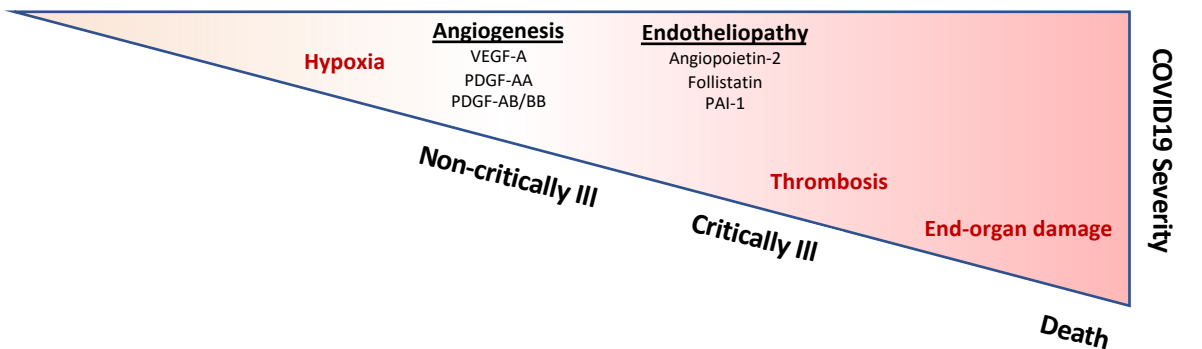 Angiogenesis
VEGF-A
PDGF-AA
PDGF-AB/BB
Endotheliopathy
Angiopoietin-2
Follistatin
PAI-1
Hypoxia
Thrombosis
End-organ damage
Non-critically Ill
Critically Ill
Death
COVID19 Severity